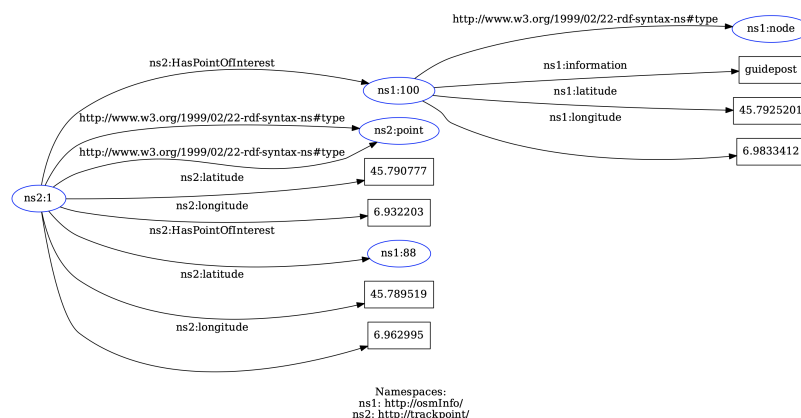 http://www.w3.org/1999/02/22-rdf-syntax-ns#type
ns1:node
ns2:HasPointOfInterest
ns1:information
guidepost
ns1:100
ns1:latitude
45.7925201
ns1:longitude
http://www.w3.org/1999/02/22-rdf-syntax-ns#type
ns2:point
http://www.w3.org/1999/02/22-rdf-syntax-ns#type
6.9833412
ns2:latitude
45.790777
ns2:1
ns2:longitude
6.932203
ns2:HasPointOfInterest
ns1:88
ns2:latitude
45.789519
ns2:longitude
6.962995
Namespaces:
ns1: http://osmInfo/
ns2: http://trackpoint/